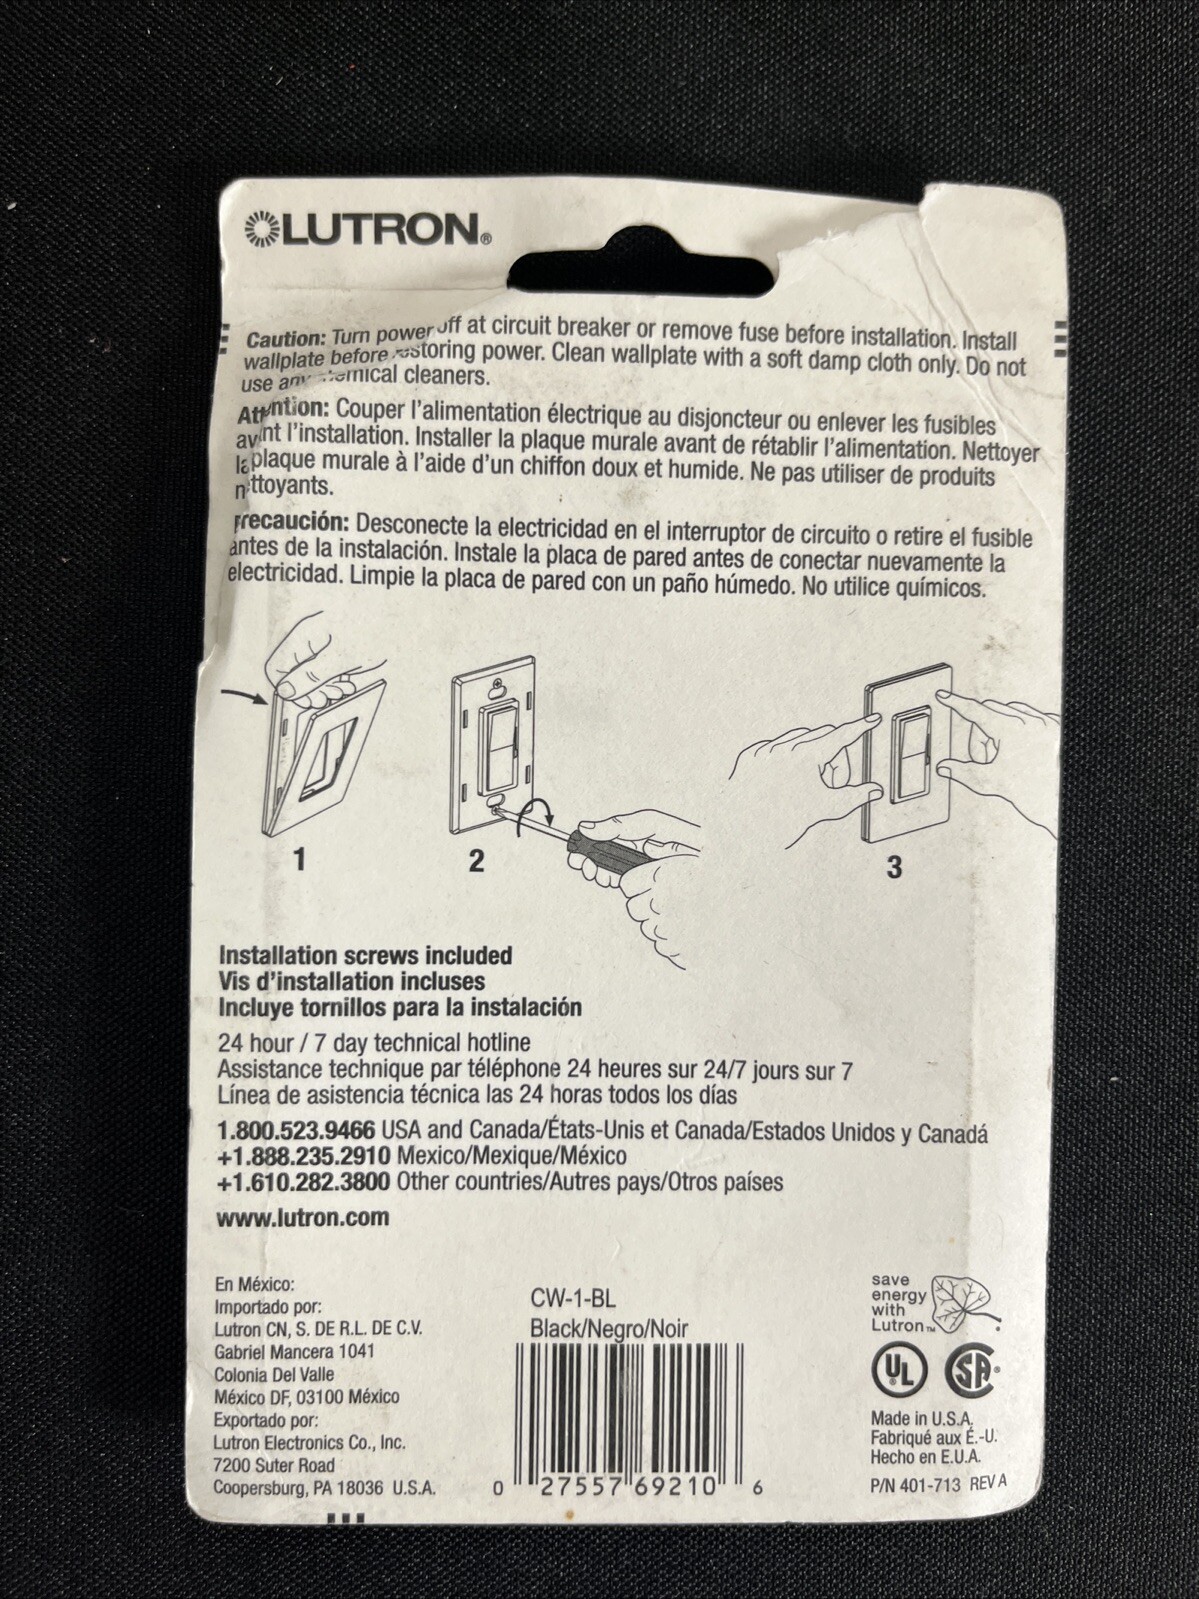 LUTRON®
Caution: Turn power off at circuit breaker or remove fuse before installation. Install
wallplate before restoring power. Clean wallplate with a soft damp cloth only. Do not
use any chemical cleaners.
Attention: Couper l'alimentation électrique au disjoncteur ou enlever les fusibles
avant l'installation. Installer la plaque murale avant de rétablir l'alimentation. Nettoyer
la plaque murale à l'aide d'un chiffon doux et humide. Ne pas utiliser de produits
nettoyants.
Precaución: Desconecte la electricidad en el interruptor de circuito o retire el fusible
antes de la instalación. Instale la placa de pared antes de conectar nuevamente la
electricidad. Limpie la placa de pared con un paño húmedo. No utilice químicos.
1
2
3
Installation screws included
Vis d'installation incluses
Incluye tornillos para la instalación
24 hour / 7 day technical hotline
Assistance technique par téléphone 24 heures sur 24/7 jours sur 7
Línea de asistencia técnica las 24 horas todos los días
1.800.523.9466 USA and Canada/États-Unis et Canada/Estados Unidos y Canadá
+1.888.235.2910 Mexico/Mexique/México
+1.610.282.3800 Other countries/Autres pays/Otros países
www.lutron.com
En México:
Importado por:
Lutron CN, S. DE R.L. DE C.V.
Gabriel Mancera 1041
Colonia Del Valle
México DF, 03100 México
Exportado por:
Lutron Electronics Co., Inc.
7200 Suter Road
Coopersburg, PA 18036 U.S.A.
CW-1-BL
Black/Negro/Noir
0 27557 69210 6
save
energy
with
Lutron™
UL
SA
Made in U.S.A.
Fabriqué aux É.-U.
Hecho en E.U.A.
P/N 401-713 REV A